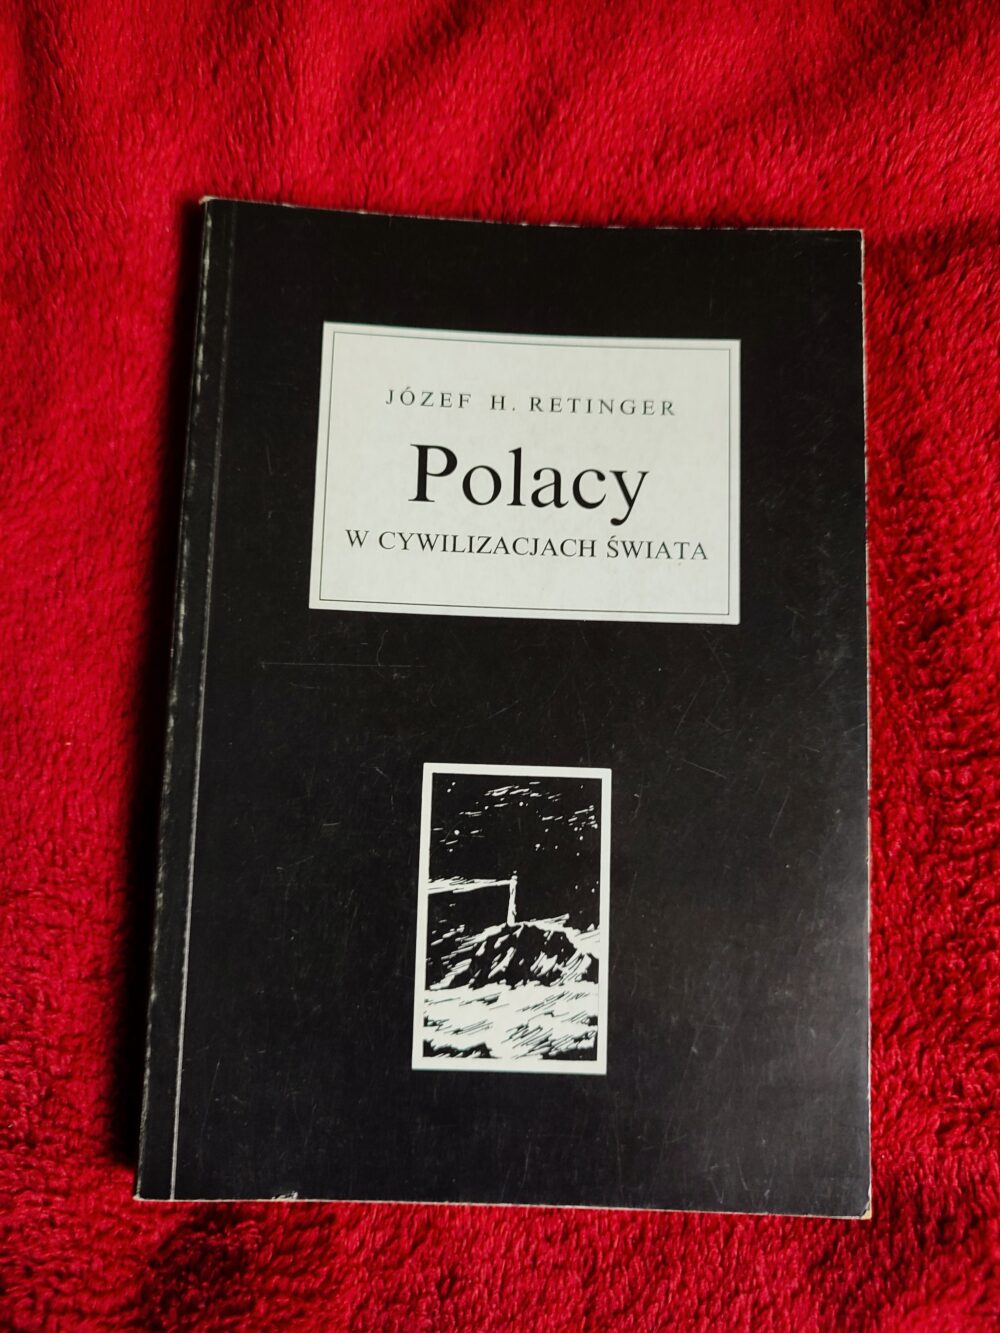 JÓZEF H. RETINGER
Polacy
W CYWILIZACJACH ŚWIATA